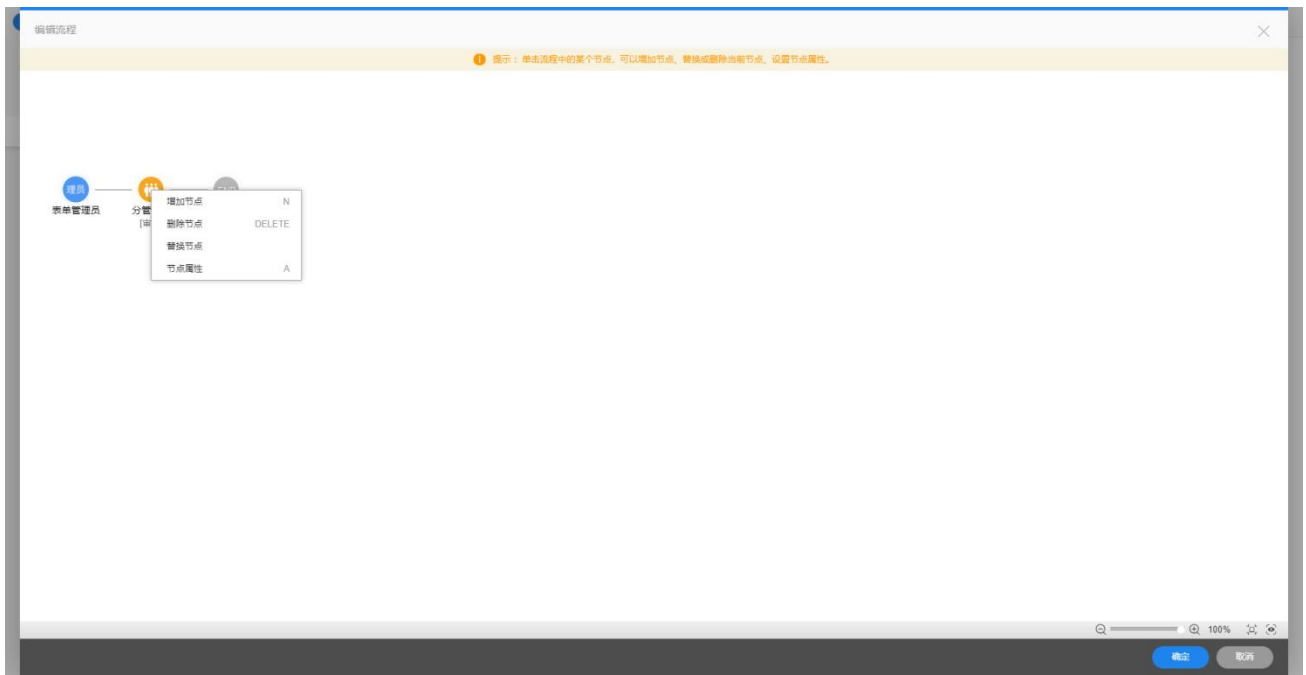 编辑流程
提示：单击流程中的某个节点，可以增加节点、替换或删除当前节点，设置节点属性。
理员
表单管理员
分管
[审
增加节点 N
删除节点 DELETE
替换节点
节点属性 A
100%
确定 取消